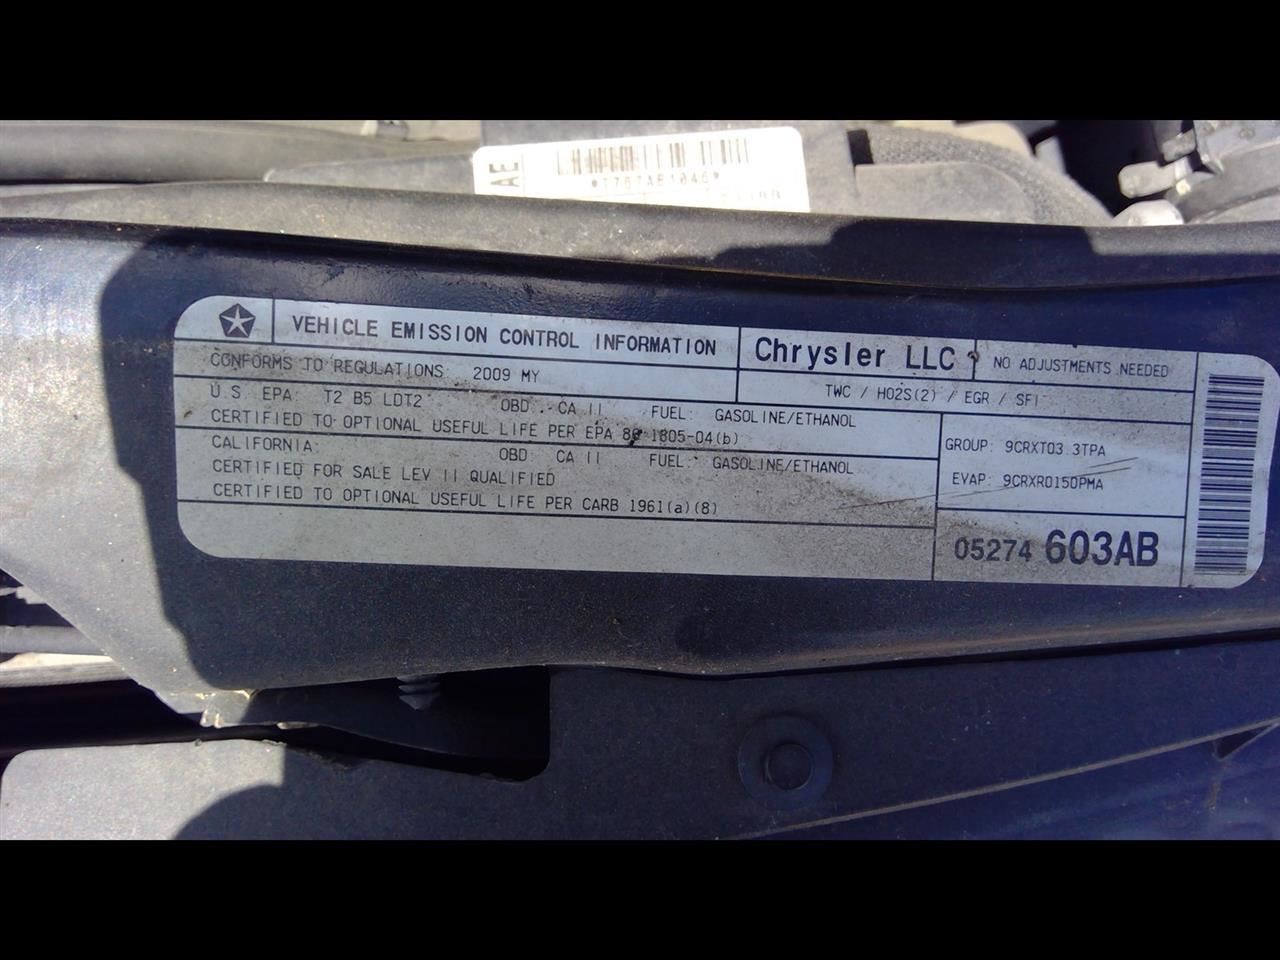 AE
*T767AB1046*
VEHICLE EMISSION CONTROL INFORMATION
Chrysler LLC
NO ADJUSTMENTS NEEDED
CONFORMS TO REGULATIONS: 2009 MY
TWC / HO2S(2) / EGR / SFI
U.S. EPA: T2 B5 LDT2 OBD: CA II FUEL: GASOLINE/ETHANOL
CERTIFIED TO OPTIONAL USEFUL LIFE PER EPA 86 1805-04(b)
CALIFORNIA: OBD: CA II FUEL: GASOLINE/ETHANOL
CERTIFIED FOR SALE LEV II QUALIFIED
CERTIFIED TO OPTIONAL USEFUL LIFE PER CARB 1961(a)(8)
GROUP: 9CRXT03.3TPA
EVAP: 9CRXR0150PMA
05274 603AB